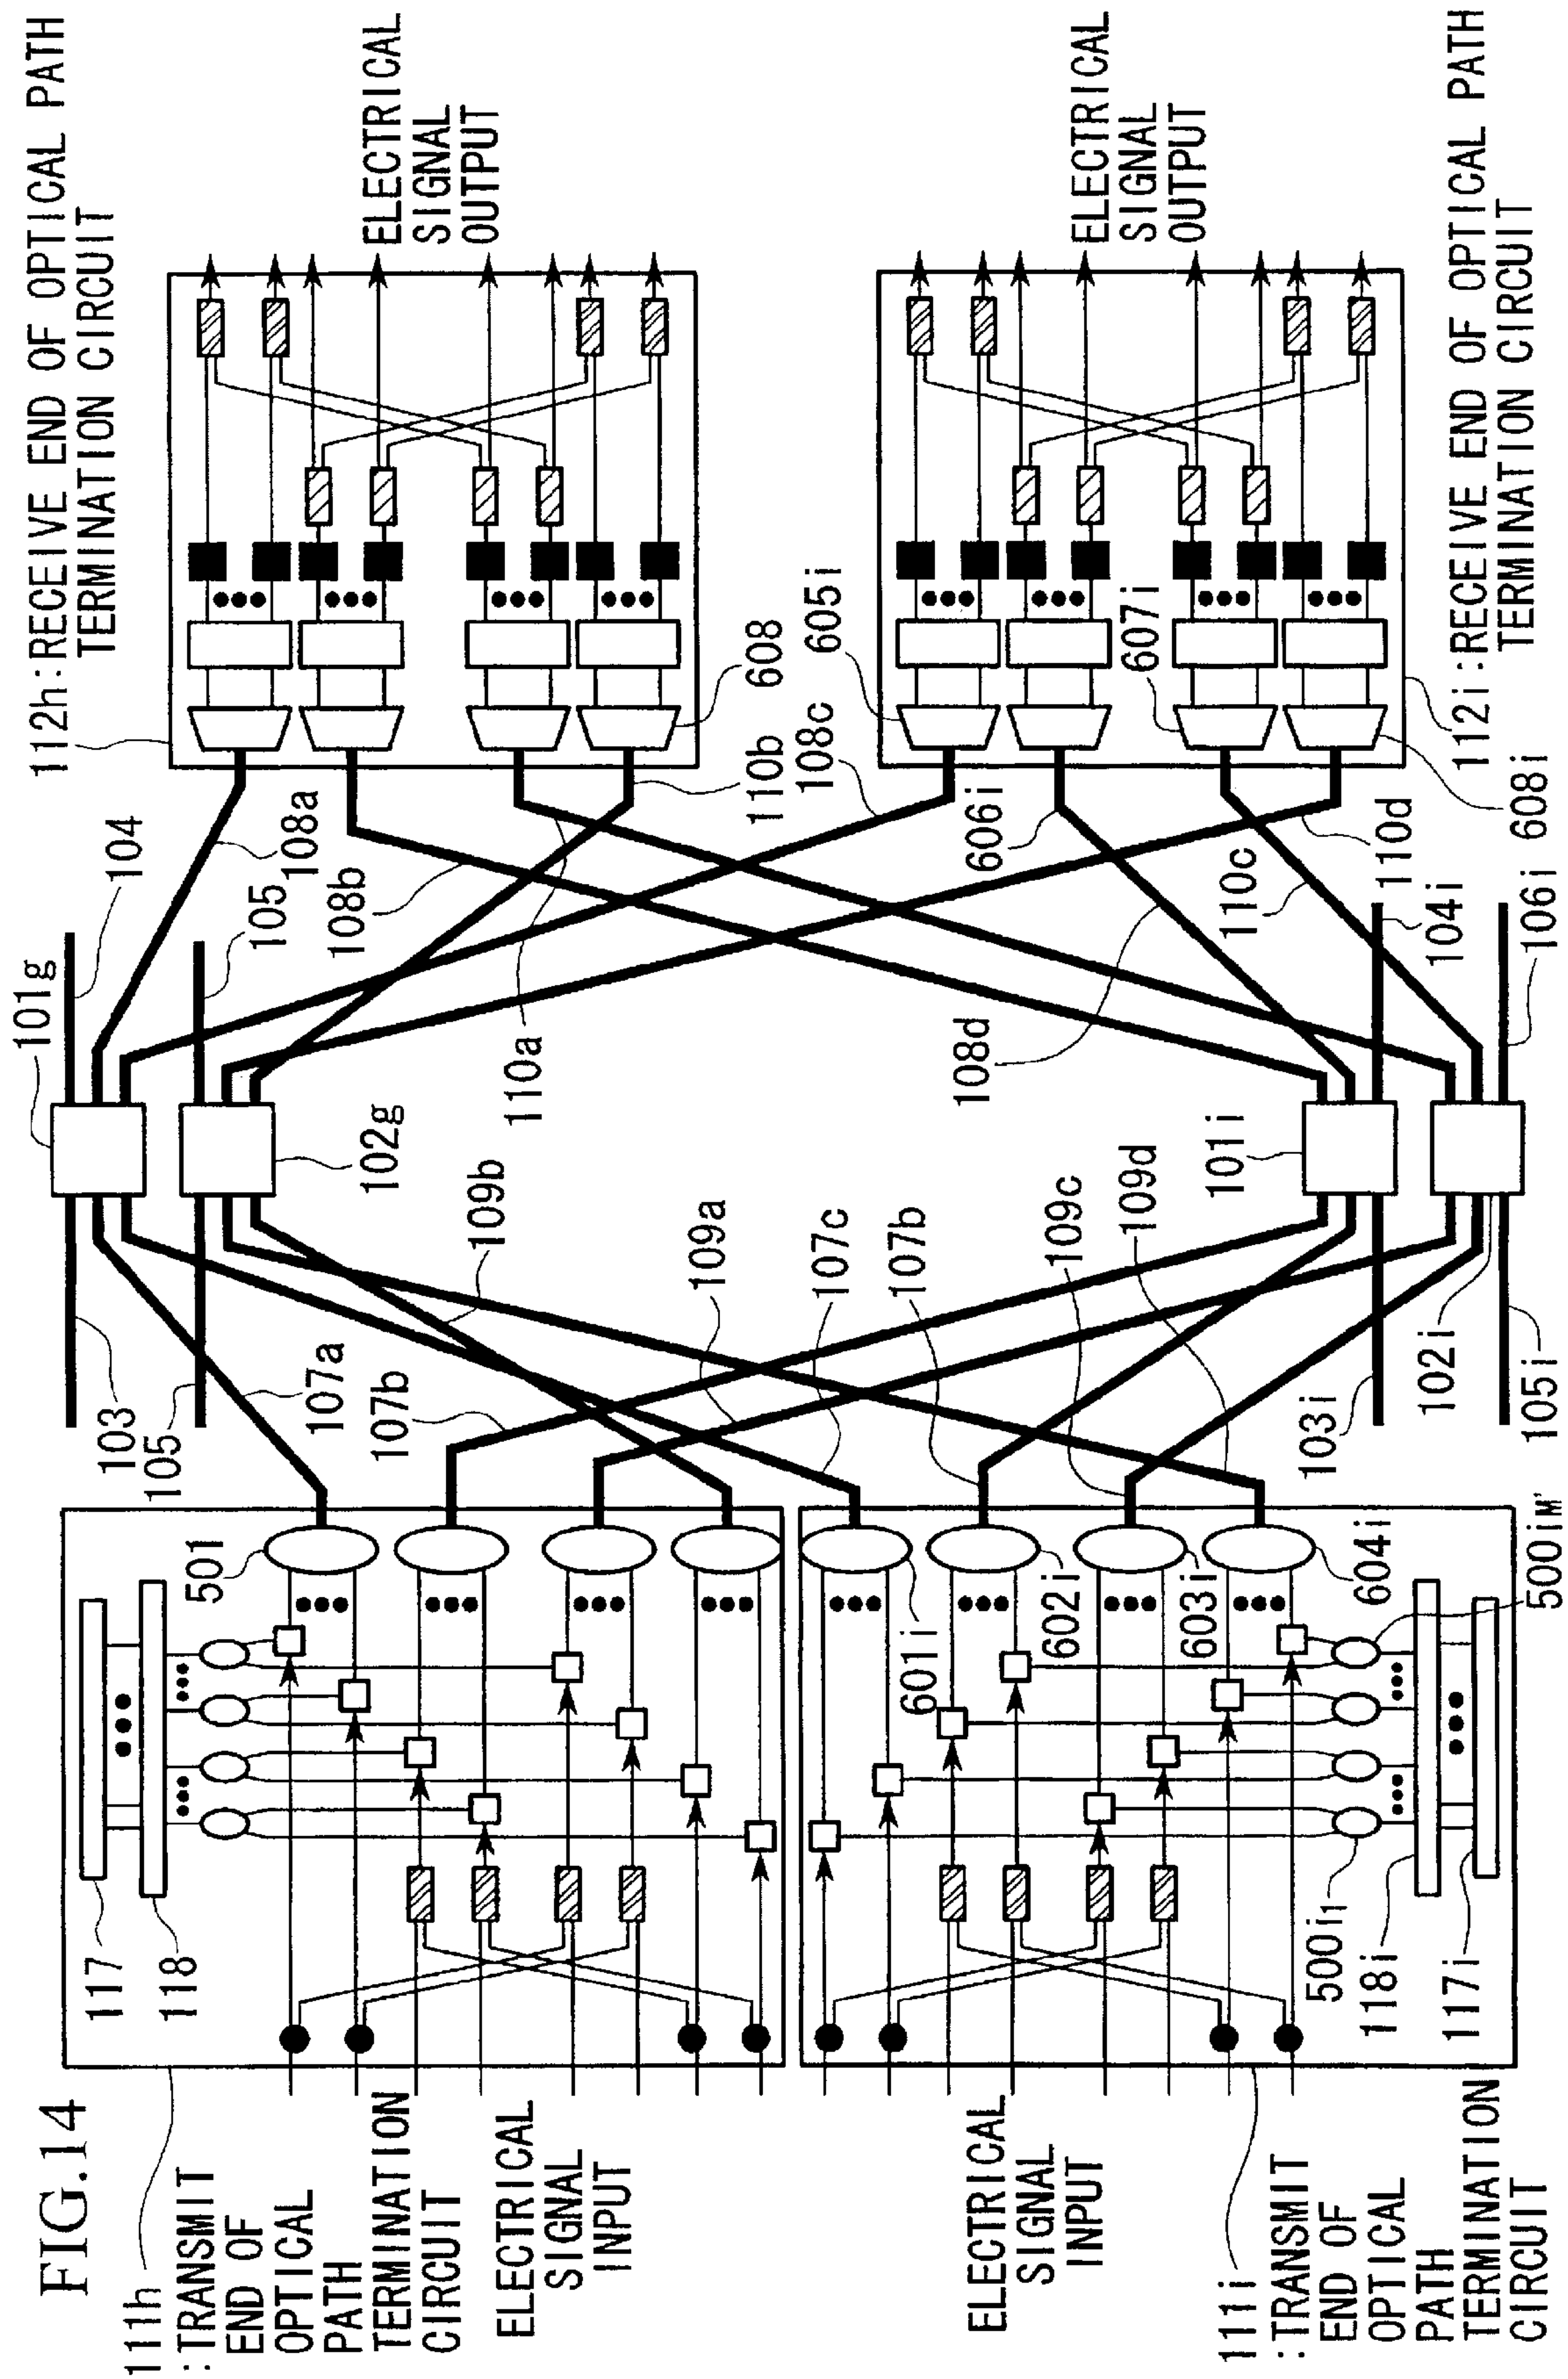 FIG.14
111h
:TRANSMIT
END OF
OPTICAL
PATH
TERMINATION
CIRCUIT
ELECTRICAL
SIGNAL
INPUT
ELECTRICAL
SIGNAL
INPUT
111i
:TRANSMIT
END OF
OPTICAL
PATH
TERMINATION
CIRCUIT
117
118
501
601i
602i
603i
604i
500i1
118i
117i
500iM'
103
105
107a
107b
109b
109a
107c
107b
109c
109d
103i
102i
105i
101g
102g
101i
104
105
108a
108b
110a
108d
110c
104i
106i
110b
108c
606i
110d
608i
112h:RECEIVE END OF OPTICAL PATH
TERMINATION CIRCUIT
608
605i
607i
112i:RECEIVE END OF OPTICAL PATH
TERMINATION CIRCUIT
ELECTRICAL
SIGNAL
OUTPUT
ELECTRICAL
SIGNAL
OUTPUT